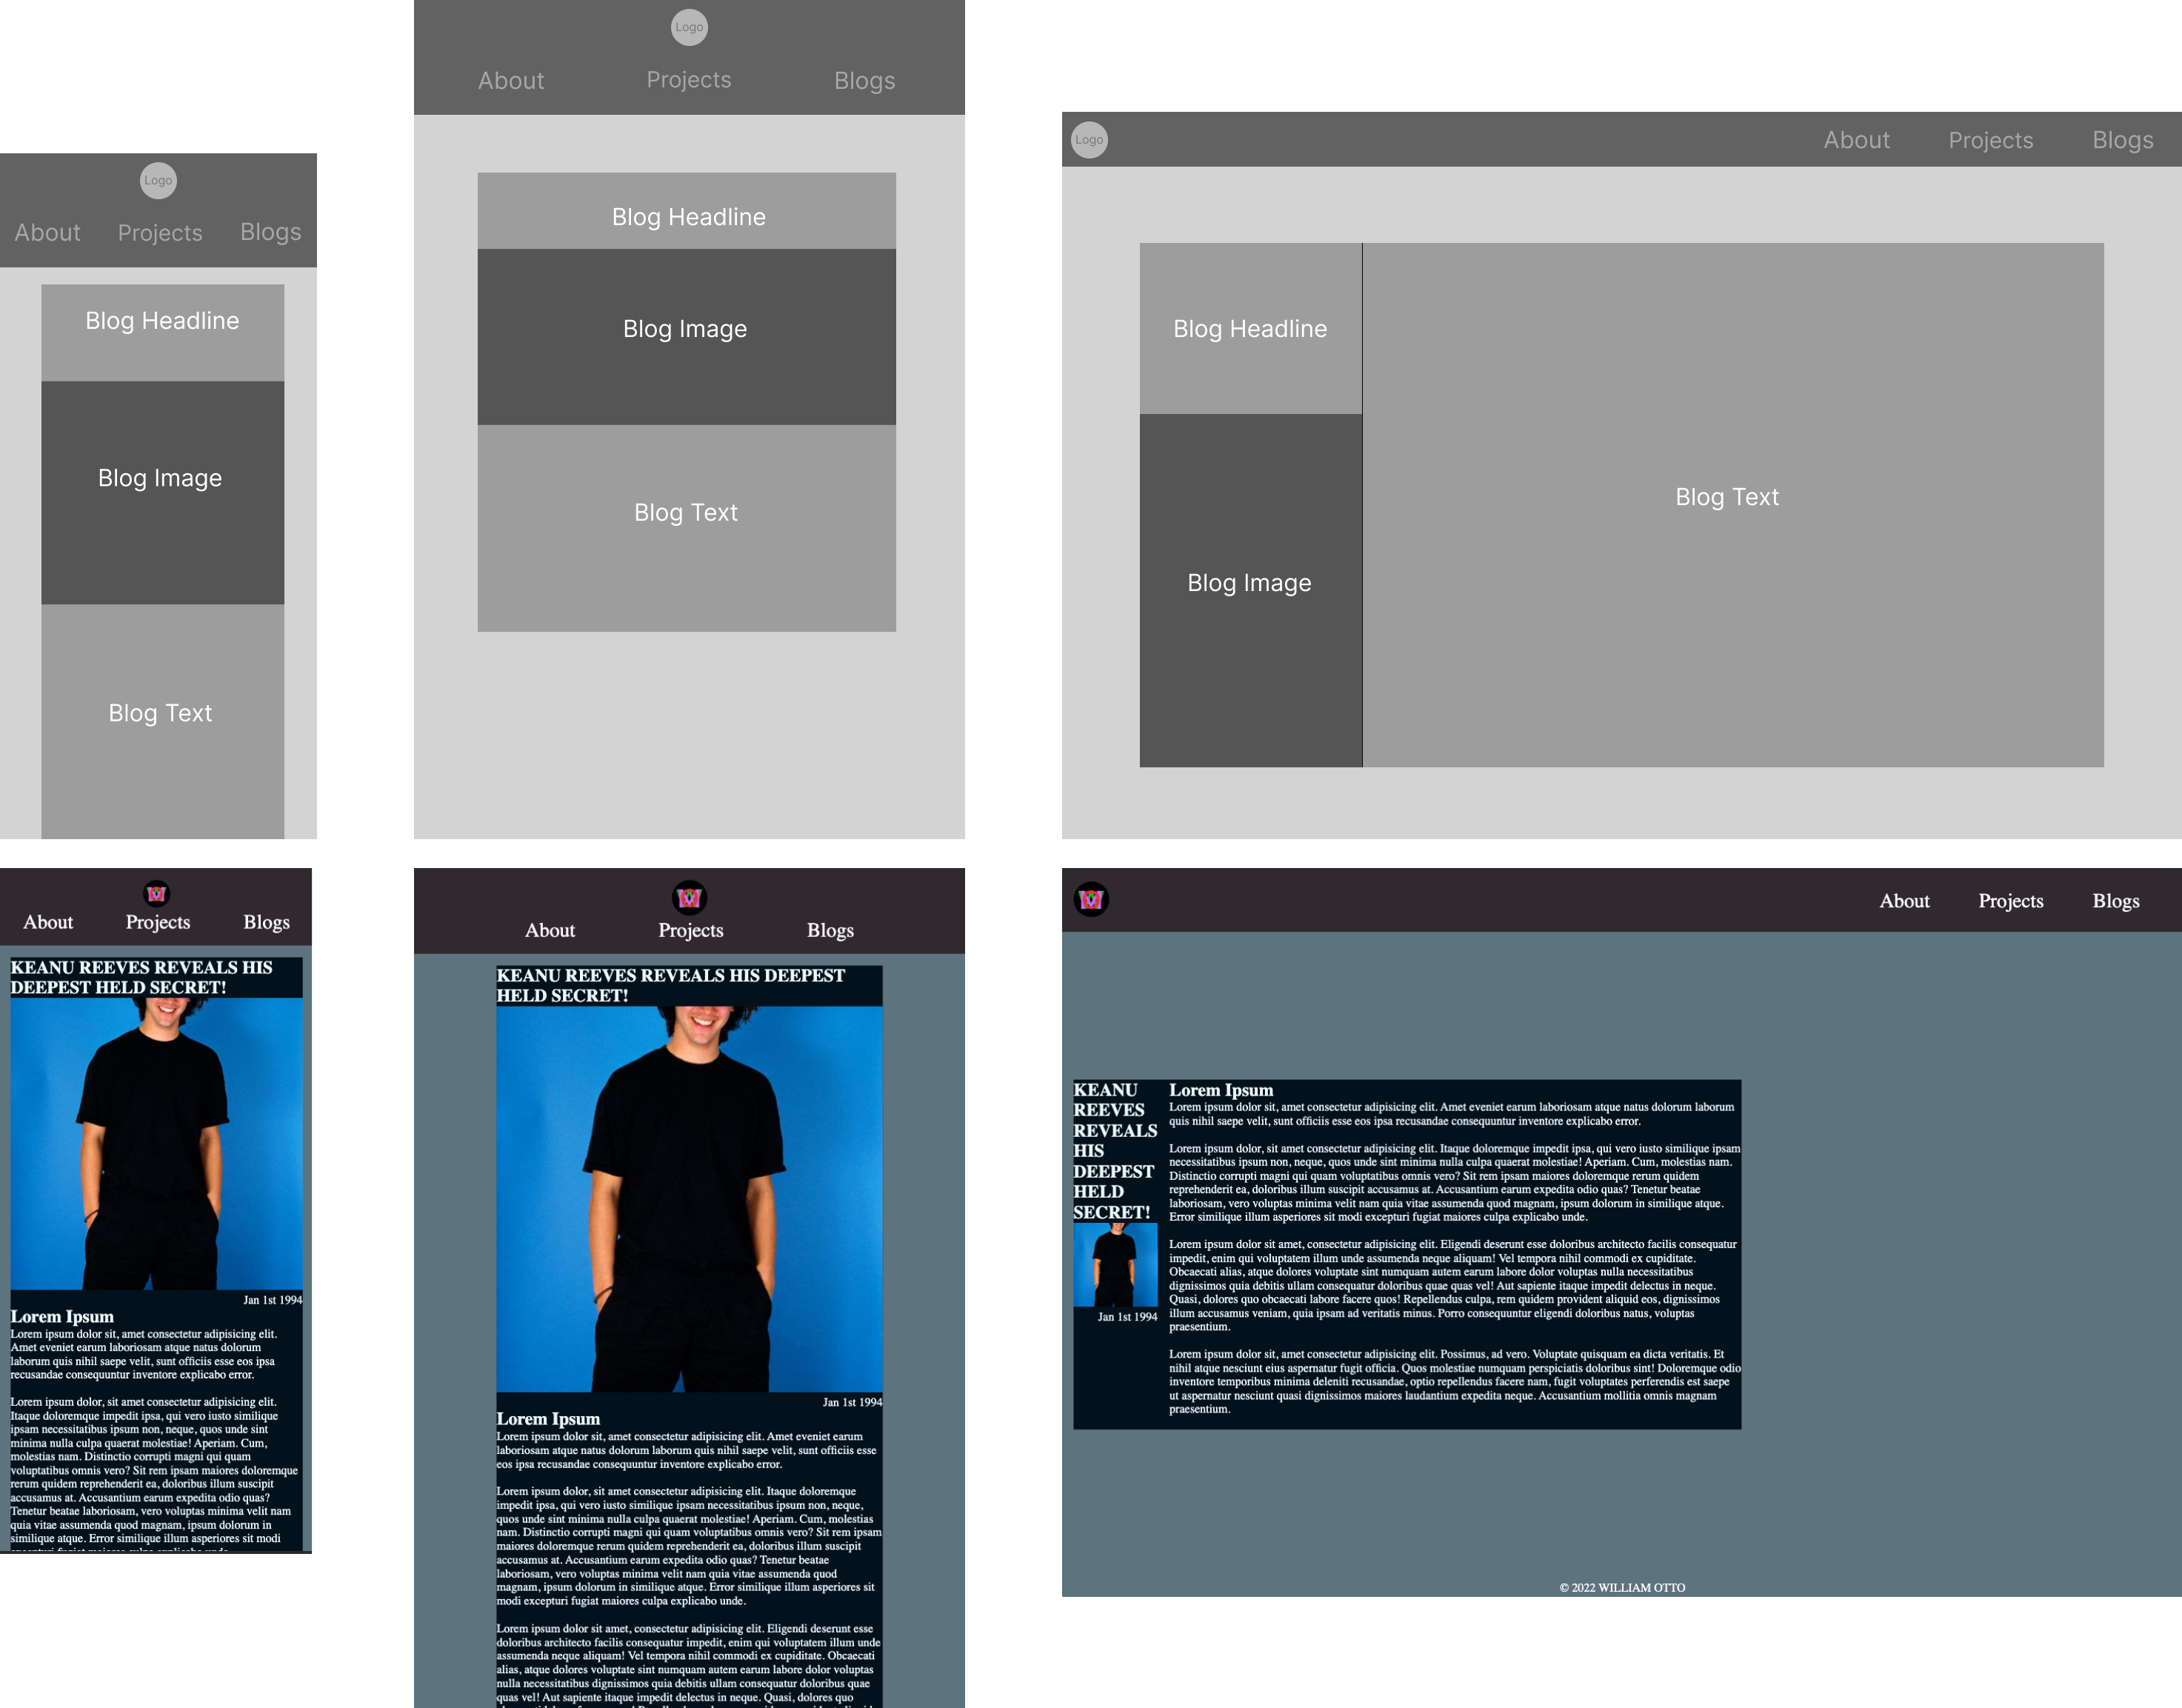 Logo
About Projects Blogs
Blog Headline
Blog Image
Blog Text
Logo
About Projects Blogs
Blog Headline
Blog Image
Blog Text
Logo
About Projects Blogs
Blog Headline
Blog Image
Blog Text
About Projects Blogs
KEANU REEVES REVEALS HIS
DEEPEST HELD SECRET!
Jan 1st 1994
Lorem Ipsum
Lorem ipsum dolor sit, amet consectetur adipisicing elit.
Amet eveniet earum laboriosam atque natus dolorum
laborum quis nihil saepe velit, sunt officiis esse eos ipsa
recusandae consequuntur inventore explicabo error.
Lorem ipsum dolor, sit amet consectetur adipisicing elit.
Itaque doloremque impedit ipsa, qui vero iusto similique
ipsam necessitatibus ipsum non, neque, quos unde sint
minima nulla culpa quaerat molestiae! Aperiam. Cum,
molestias nam. Distinctio corrupti magni qui quam
voluptatibus omnis vero? Sit rem ipsam maiores doloremque
rerum quidem reprehenderit ea, doloribus illum suscipit
accusamus at. Accusantium earum expedita odio quas?
Tenetur beatae laboriosam, vero voluptas minima velit nam
quia vitae assumenda quod magnam, ipsum dolorum in
similique atque. Error similique illum asperiores sit modi
About Projects Blogs
KEANU REEVES REVEALS HIS DEEPEST
HELD SECRET!
Jan 1st 1994
Lorem Ipsum
Lorem ipsum dolor sit, amet consectetur adipisicing elit. Amet eveniet earum
laboriosam atque natus dolorum laborum quis nihil saepe velit, sunt officiis esse
eos ipsa recusandae consequuntur inventore explicabo error.
Lorem ipsum dolor, sit amet consectetur adipisicing elit. Itaque doloremque
impedit ipsa, qui vero iusto similique ipsam necessitatibus ipsum non, neque,
quos unde sint minima nulla culpa quaerat molestiae! Aperiam. Cum, molestias
nam. Distinctio corrupti magni qui quam voluptatibus omnis vero? Sit rem ipsam
maiores doloremque rerum quidem reprehenderit ea, doloribus illum suscipit
accusamus at. Accusantium earum expedita odio quas? Tenetur beatae
laboriosam, vero voluptas minima velit nam quia vitae assumenda quod
magnam, ipsum dolorum in similique atque. Error similique illum asperiores sit
modi excepturi fugiat maiores culpa explicabo unde.
Lorem ipsum dolor sit amet, consectetur adipisicing elit. Eligendi deserunt esse
doloribus architecto facilis consequatur impedit, enim qui voluptatem illum unde
assumenda neque aliquam! Vel tempora nihil commodi ex cupiditate. Obcaecati
alias, atque dolores voluptate sint numquam autem earum labore dolor voluptas
nulla necessitatibus dignissimos quia debitis ullam consequatur doloribus quae
quas vel! Aut sapiente itaque impedit delectus in neque. Quasi, dolores quo
About Projects Blogs
KEANU
REEVES
REVEALS
HIS
DEEPEST
HELD
SECRET!
Jan 1st 1994
Lorem Ipsum
Lorem ipsum dolor sit, amet consectetur adipisicing elit. Amet eveniet earum laboriosam atque natus dolorum laborum
quis nihil saepe velit, sunt officiis esse eos ipsa recusandae consequuntur inventore explicabo error.
Lorem ipsum dolor, sit amet consectetur adipisicing elit. Itaque doloremque impedit ipsa, qui vero iusto similique ipsam
necessitatibus ipsum non, neque, quos unde sint minima nulla culpa quaerat molestiae! Aperiam. Cum, molestias nam.
Distinctio corrupti magni qui quam voluptatibus omnis vero? Sit rem ipsam maiores doloremque rerum quidem
reprehenderit ea, doloribus illum suscipit accusamus at. Accusantium earum expedita odio quas? Tenetur beatae
laboriosam, vero voluptas minima velit nam quia vitae assumenda quod magnam, ipsum dolorum in similique atque.
Error similique illum asperiores sit modi excepturi fugiat maiores culpa explicabo unde.
Lorem ipsum dolor sit amet, consectetur adipisicing elit. Eligendi deserunt esse doloribus architecto facilis consequatur
impedit, enim qui voluptatem illum unde assumenda neque aliquam! Vel tempora nihil commodi ex cupiditate.
Obcaecati alias, atque dolores voluptate sint numquam autem earum labore dolor voluptas nulla necessitatibus
dignissimos quia debitis ullam consequatur doloribus quae quas vel! Aut sapiente itaque impedit delectus in neque.
Quasi, dolores quo obcaecati labore facere quos! Repellendus culpa, rem quidem provident aliquid eos, dignissimos
illum accusamus veniam, quia ipsam ad veritatis minus. Porro consequuntur eligendi doloribus natus, voluptas
praesentium.
Lorem ipsum dolor sit, amet consectetur adipisicing elit. Possimus, ad vero. Voluptate quisquam ea dicta veritatis. Et
nihil atque nesciunt eius aspernatur fugit officia. Quos molestiae numquam perspiciatis doloribus sint! Doloremque odio
inventore temporibus minima deleniti recusandae, optio repellendus facere nam, fugit voluptates perferendis est saepe
ut aspernatur nesciunt quasi dignissimos maiores laudantium expedita neque. Accusantium mollitia omnis magnam
praesentium.
© 2022 WILLIAM OTTO